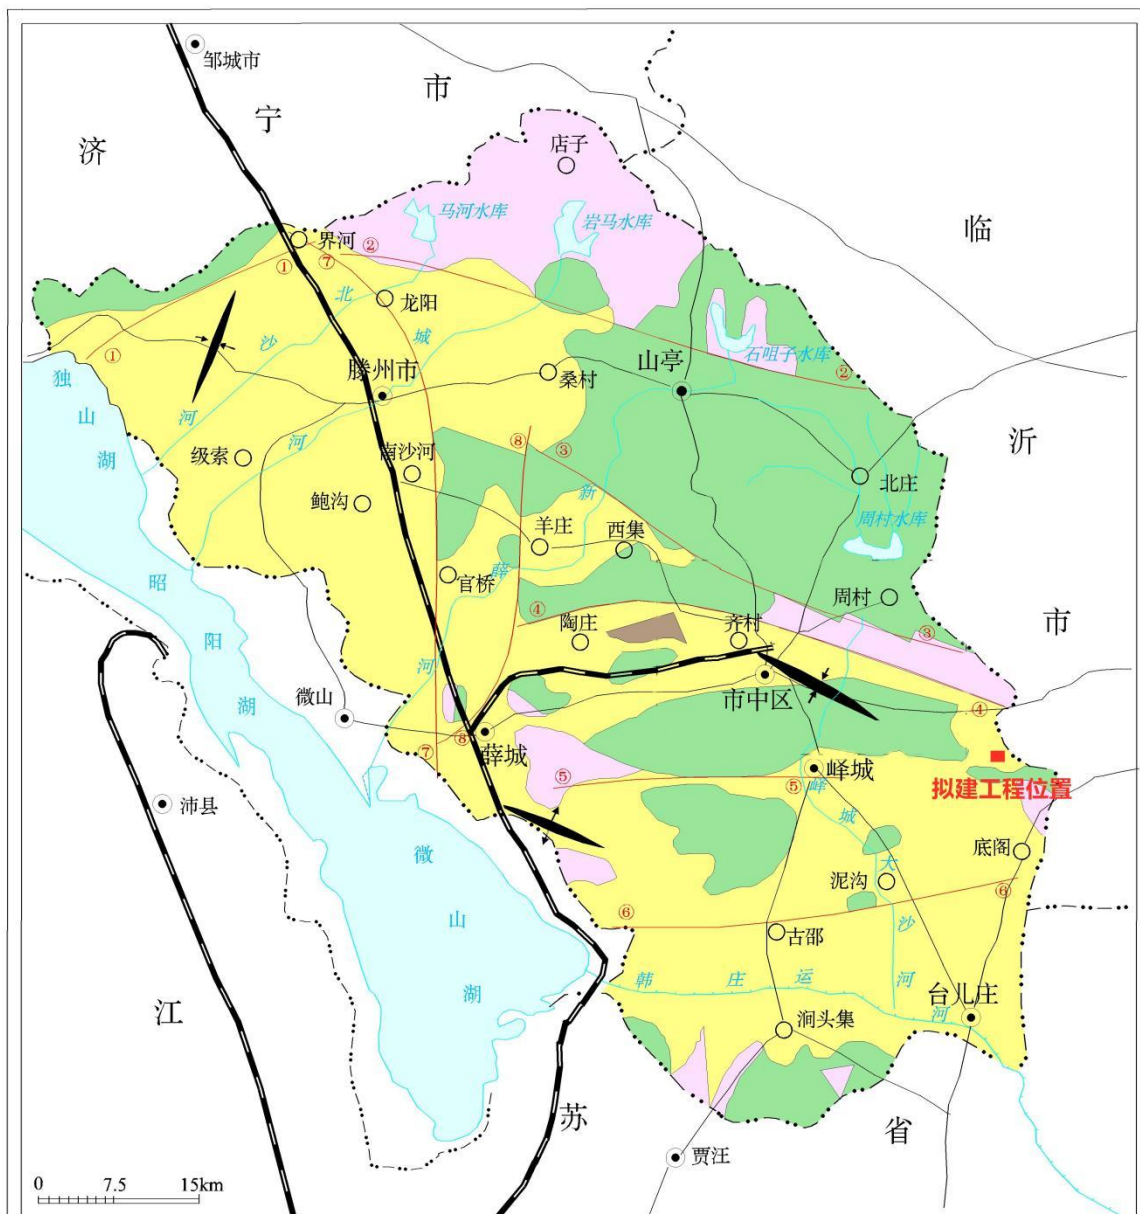 邹城市
市
宁
济
店子
马河水库
岩马水库
临
界河
②
①
⑦
北
龙阳
城
沙
①
石咀子水库
独
山
湖
滕州市
桑村
山亭
②
河
河
沂
级索
南沙河
⑧
③
新
北庄
鲍沟
羊庄
西集
周村水库
昭
官桥
薛
周村
阳
④
陶庄
齐村
③
市
湖
河
微山
市中区
④
⑦
⑧
薛城
⑤
⑤
峄城
峄
拟建工程位置
沛县
城
微
大
泥沟
底阁
⑥
⑥
山
古邵
沙
湖
韩
庄
运
河
台儿庄
河
江
涧头集
苏
省
贾汪
0 7.5 15km